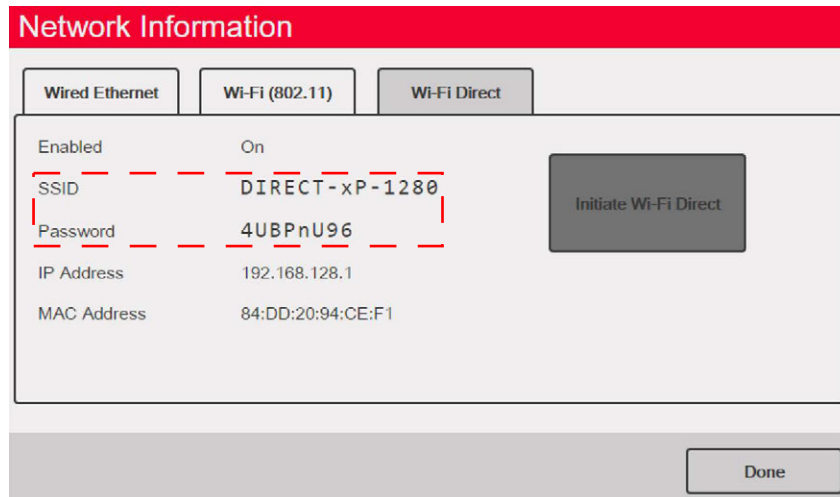 Network Information
Wired Ethernet Wi-Fi (802.11) Wi-Fi Direct
Enabled On
SSID DIRECT-xP-1280
Initiate Wi-Fi Direct
Password 4UBPnU96
IP Address 192.168.128.1
MAC Address 84:DD:20:94:CE:F1
Done